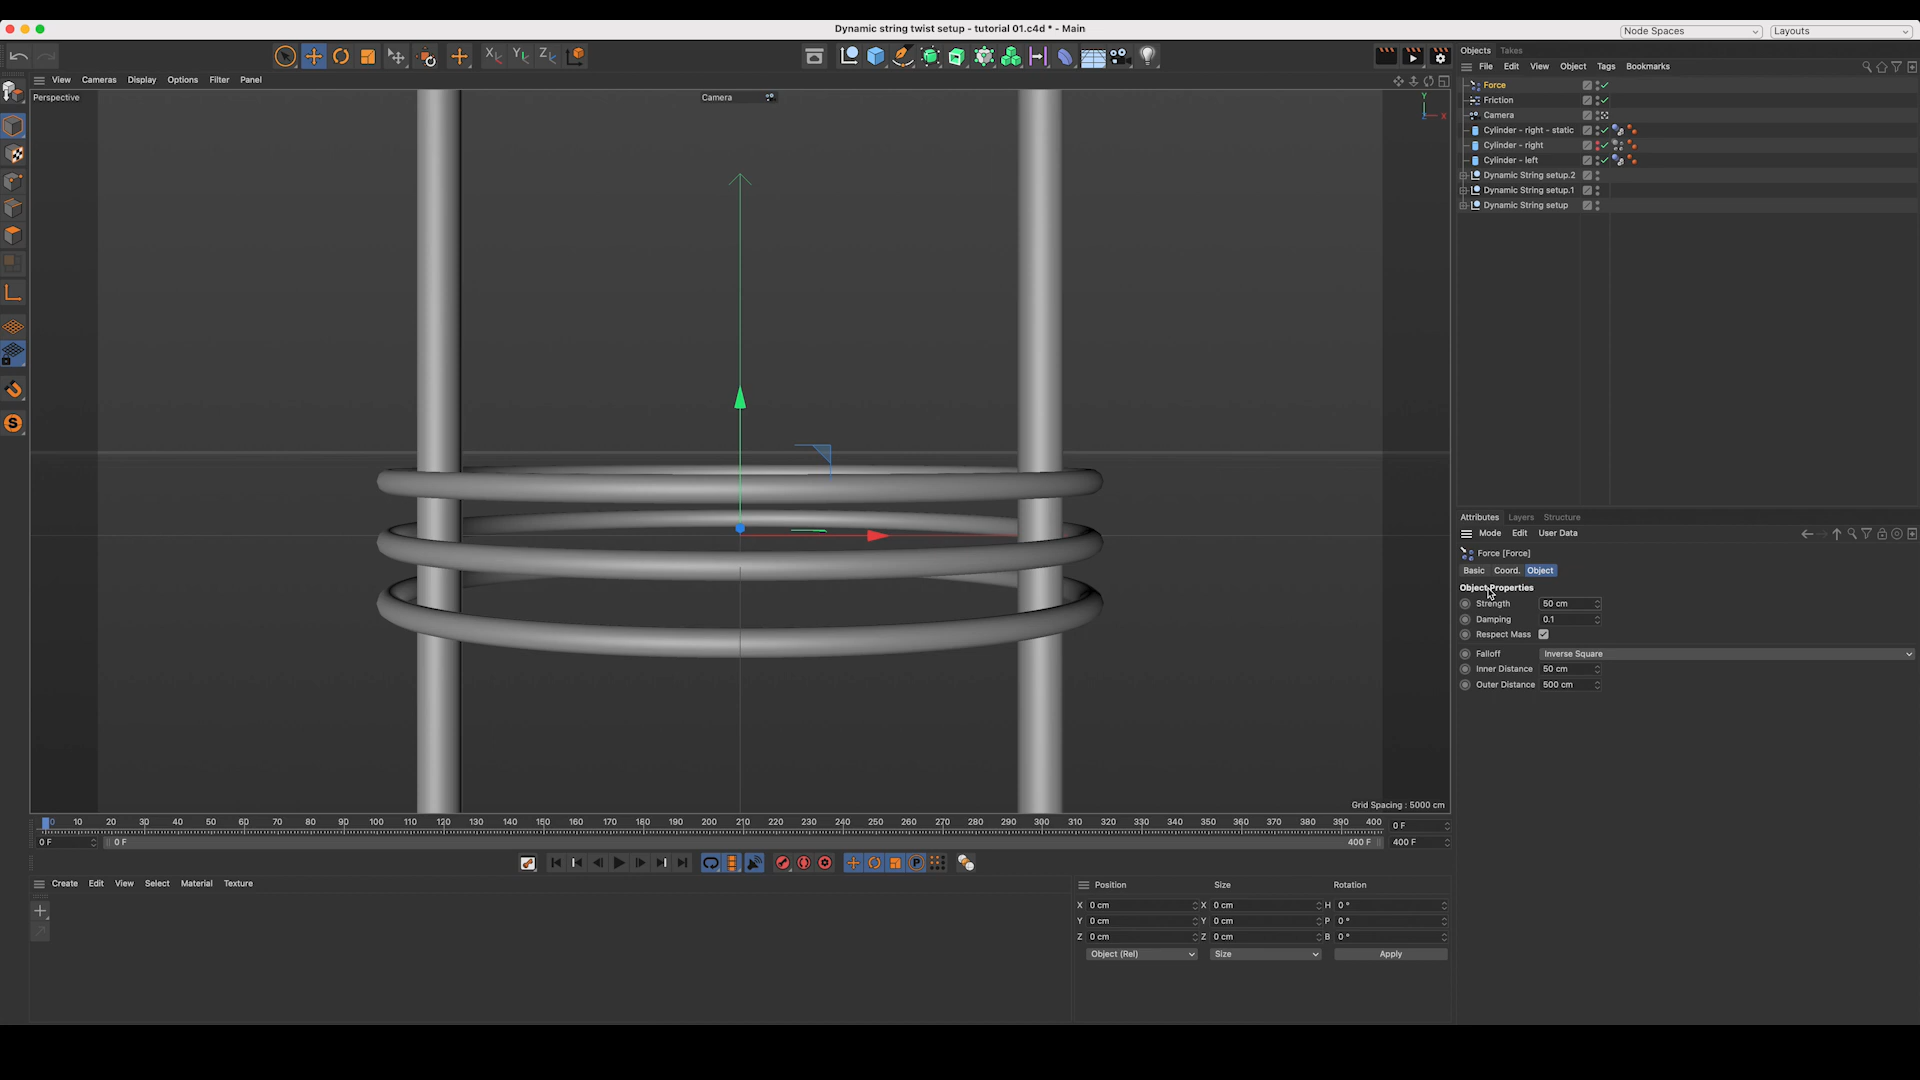 Dynamic string twist setup - tutorial 01.c4d * - Main
Node Spaces
Layouts
X Y Z
Objects Takes
File Edit View Object Tags Bookmarks
View Cameras Display Options Filter Panel
Perspective
Camera
Y
X
Force
Friction
Camera
Cylinder - right - static
Cylinder - right
Cylinder - left
Dynamic String setup.2
Dynamic String setup.1
Dynamic String setup
Attributes Layers Structure
Mode Edit User Data
Force [Force]
Basic Coord. Object
Object Properties
Strength 50 cm
Damping 0.1
Respect Mass
Falloff Inverse Square
Inner Distance 50 cm
Outer Distance 500 cm
Grid Spacing : 5000 cm
0 10 20 30 40 50 60 70 80 90 100 110 120 130 140 150 160 170 180 190 200 210 220 230 240 250 260 270 280 290 300 310 320 330 340 350 360 370 380 390 400
0 F
0 F 0 F 400 F 400 F
P
S
Create Edit View Select Material Texture
Position Size Rotation
X 0 cm X 0 cm H 0 °
Y 0 cm Y 0 cm P 0 °
Z 0 cm Z 0 cm B 0 °
Object (Rel) Size Apply